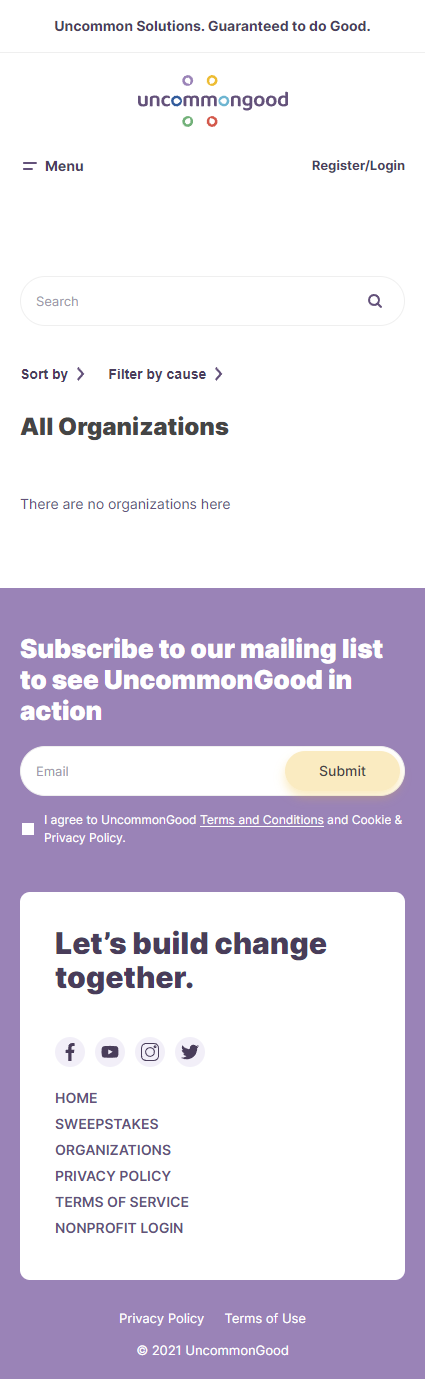 Uncommon Solutions. Guaranteed to do Good.
uncommongood
Menu
Register/Login
Search
Sort by
Filter by cause
All Organizations
There are no organizations here
Subscribe to our mailing list
to see UncommonGood in
action
Email
Submit
I agree to UncommonGood Terms and Conditions and Cookie &
Privacy Policy.
Let’s build change
together.
HOME
SWEEPSTAKES
ORGANIZATIONS
PRIVACY POLICY
TERMS OF SERVICE
NONPROFIT LOGIN
Privacy Policy
Terms of Use
© 2021 UncommonGood